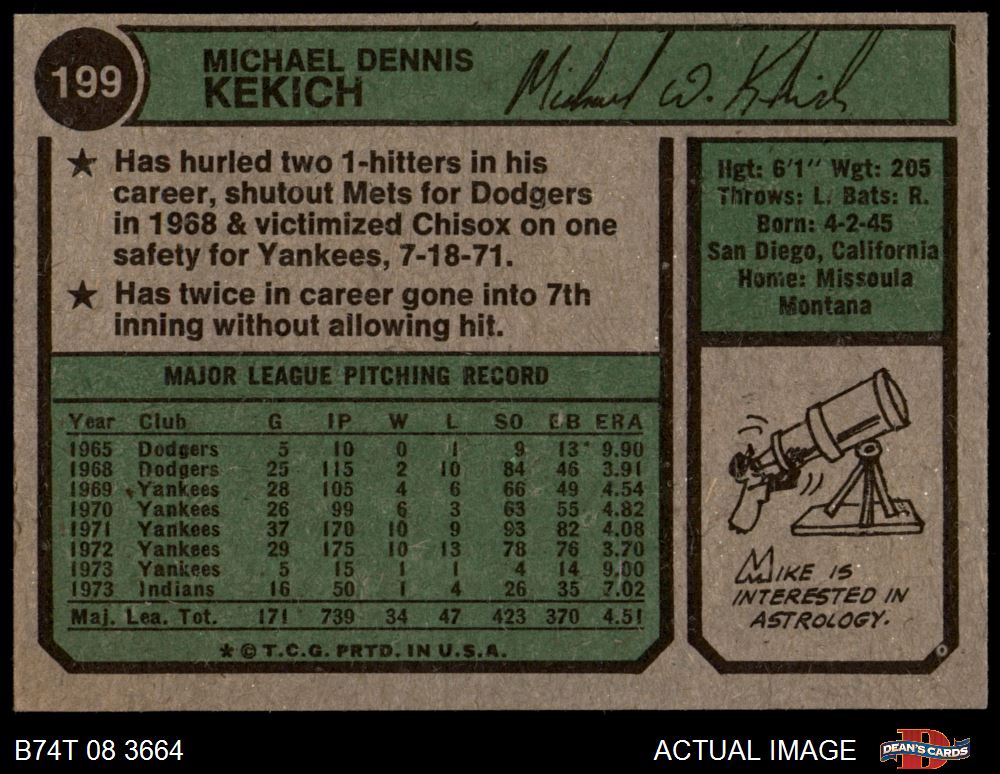 199
MICHAEL DENNIS
KEKICH
Michael W. Kekich
★ Has hurled two 1-hitters in his
career, shutout Mets for Dodgers
in 1968 & victimized Chisox on one
safety for Yankees, 7-18-71.
★ Has twice in career gone into 7th
inning without allowing hit.
Hgt: 6'1" Wgt: 205
Throws: L. Bats: R.
Born: 4-2-45
San Diego, California
Home: Missoula
Montana
MAJOR LEAGUE PITCHING RECORD
Year Club G IP W L SO BB ERA
1965 Dodgers 5 10 0 1 9 13 9.90
1968 Dodgers 25 115 2 10 84 46 3.91
1969 Yankees 28 105 4 6 66 49 4.54
1970 Yankees 26 99 6 3 63 55 4.82
1971 Yankees 37 170 10 9 93 82 4.08
1972 Yankees 29 175 10 13 78 76 3.70
1973 Yankees 5 15 1 1 4 14 9.00
1973 Indians 16 50 1 4 26 35 7.02
Maj. Lea. Tot. 171 739 34 47 423 370 4.51
★ © T.C.G. PRTD. IN U.S.A.
MIKE IS
INTERESTED IN
ASTROLOGY.
B74T 08 3664
ACTUAL IMAGE
DEAN'S CARDS